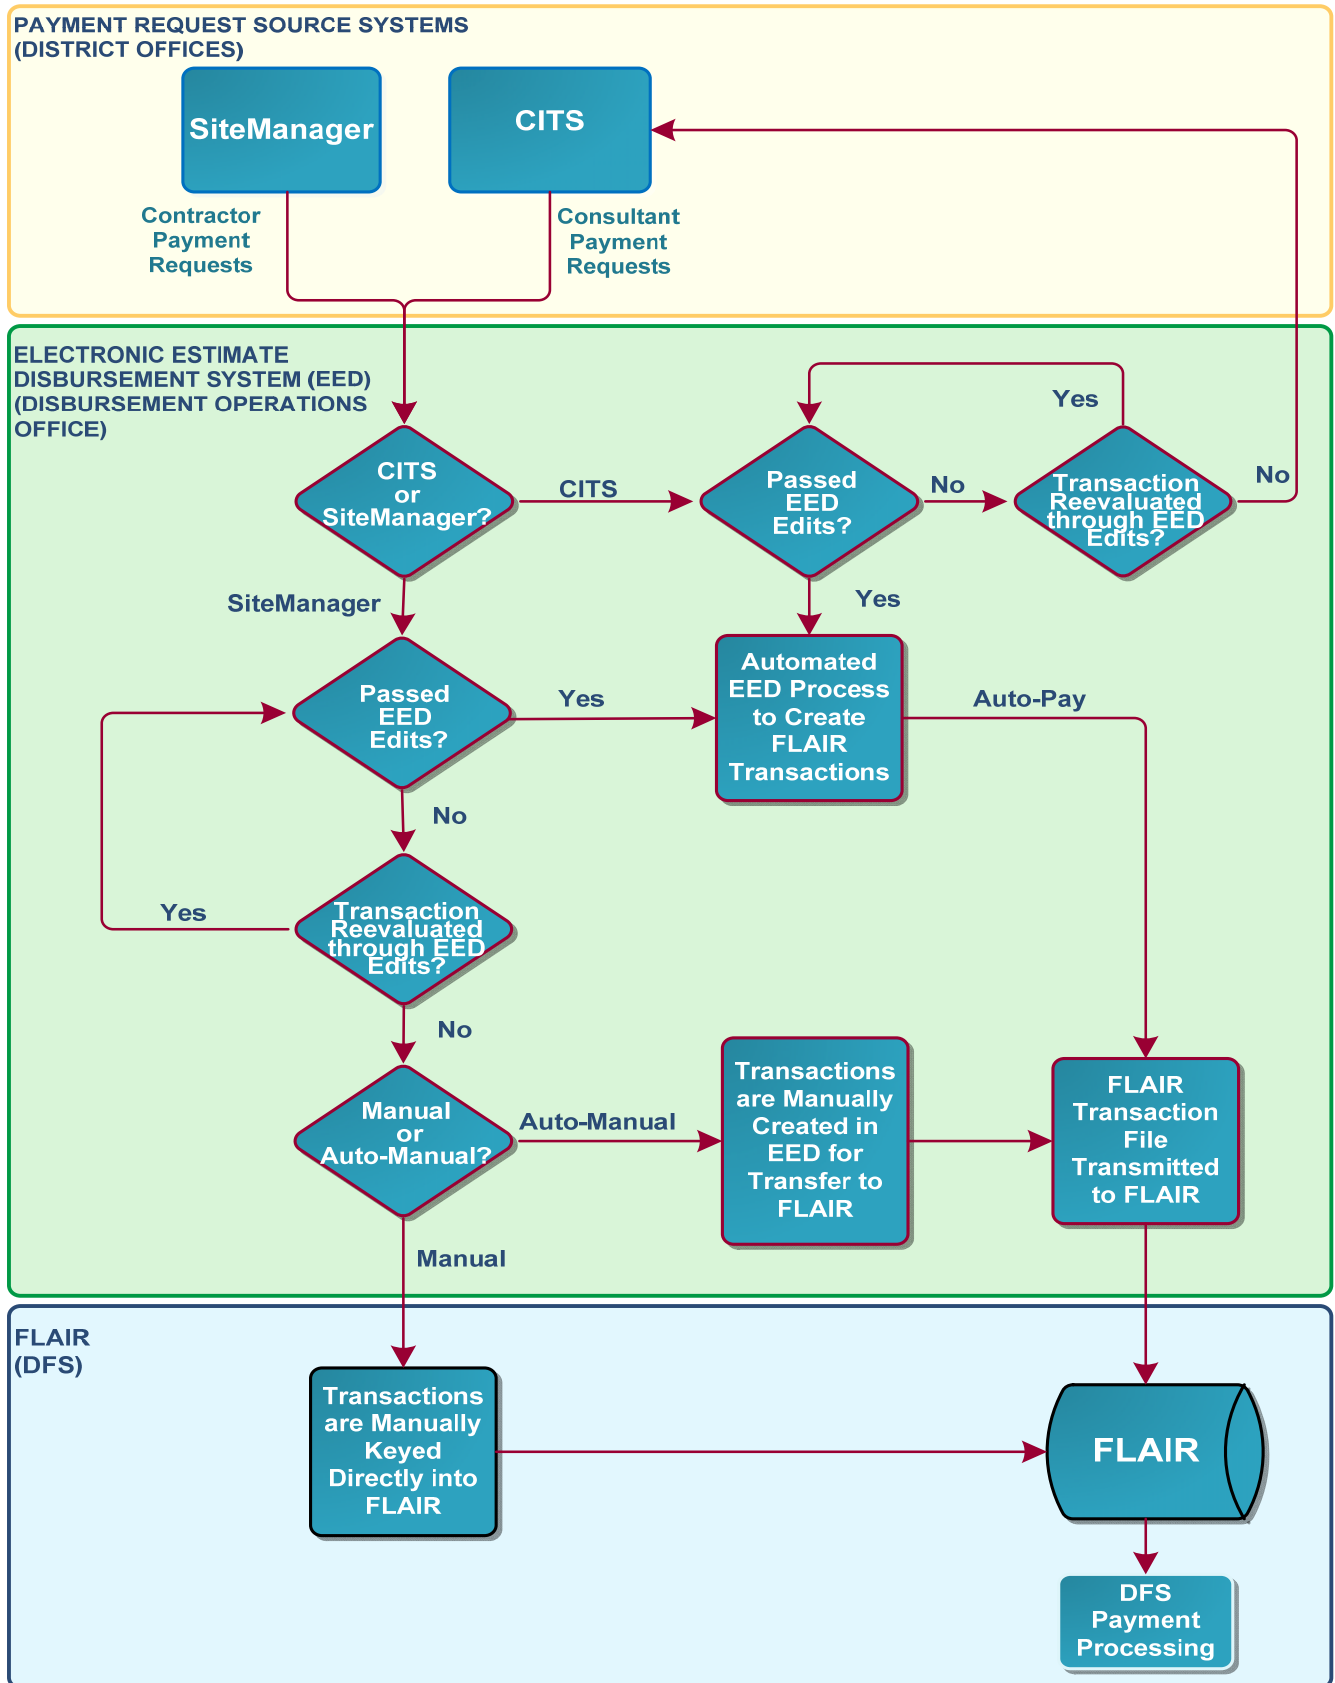 PAYMENT REQUEST SOURCE SYSTEMS
(DISTRICT OFFICES)
SiteManager
CITS
Contractor
Payment
Requests
Consultant
Payment
Requests
ELECTRONIC ESTIMATE
DISBURSEMENT SYSTEM (EED)
(DISBURSEMENT OPERATIONS
OFFICE)
CITS
or
SiteManager?
CITS
Passed
EED
Edits?
No
Yes
Transaction
Reevaluated
through EED
Edits?
No
SiteManager
Yes
Passed
EED
Edits?
Yes
Automated
EED Process
to Create
FLAIR
Transactions
Auto-Pay
No
Yes
Transaction
Reevaluated
through EED
Edits?
No
Manual
or
Auto-Manual?
Auto-Manual
Transactions
are Manually
Created in
EED for
Transfer to
FLAIR
FLAIR
Transaction
File
Transmitted
to FLAIR
Manual
FLAIR
(DFS)
Transactions
are Manually
Keyed
Directly into
FLAIR
FLAIR
DFS
Payment
Processing